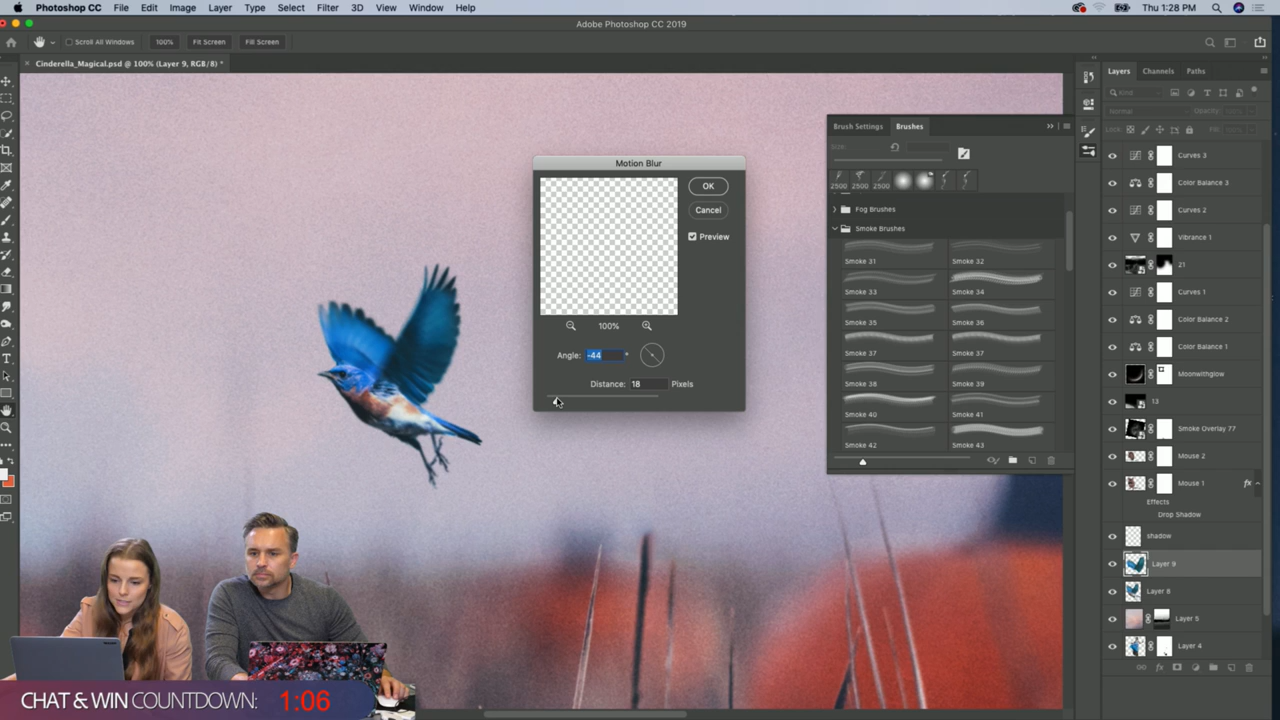 Photoshop CC File Edit Image Layer Type Select Filter 3D View Window Help Thu 1:28 PM
Adobe Photoshop CC 2019
Scroll All Windows 100% Fit Screen Fill Screen
× Cinderella_Magical.psd @ 100% (Layer 9, RGB/8) *
Motion Blur
OK
Cancel
Preview
100%
Angle: -44 °
Distance: 18 Pixels
Brush Settings Brushes
Size:
2500 2500 2500
Fog Brushes
Smoke Brushes
Smoke 31 Smoke 32
Smoke 33 Smoke 34
Smoke 35 Smoke 36
Smoke 37 Smoke 37
Smoke 38 Smoke 39
Smoke 40 Smoke 41
Smoke 42 Smoke 43
Layers Channels Paths
Kind
Normal Opacity:
Lock: Fill:
Curves 3
Color Balance 3
Curves 2
Vibrance 1
21
Curves 1
Color Balance 2
Color Balance 1
Moonwithglow
13
Smoke Overlay 77
Mouse 2
Mouse 1 fx
Effects
Drop Shadow
shadow
Layer 9
Layer 8
Layer 5
Layer 4
fx
CHAT & WIN COUNTDOWN: 1:06